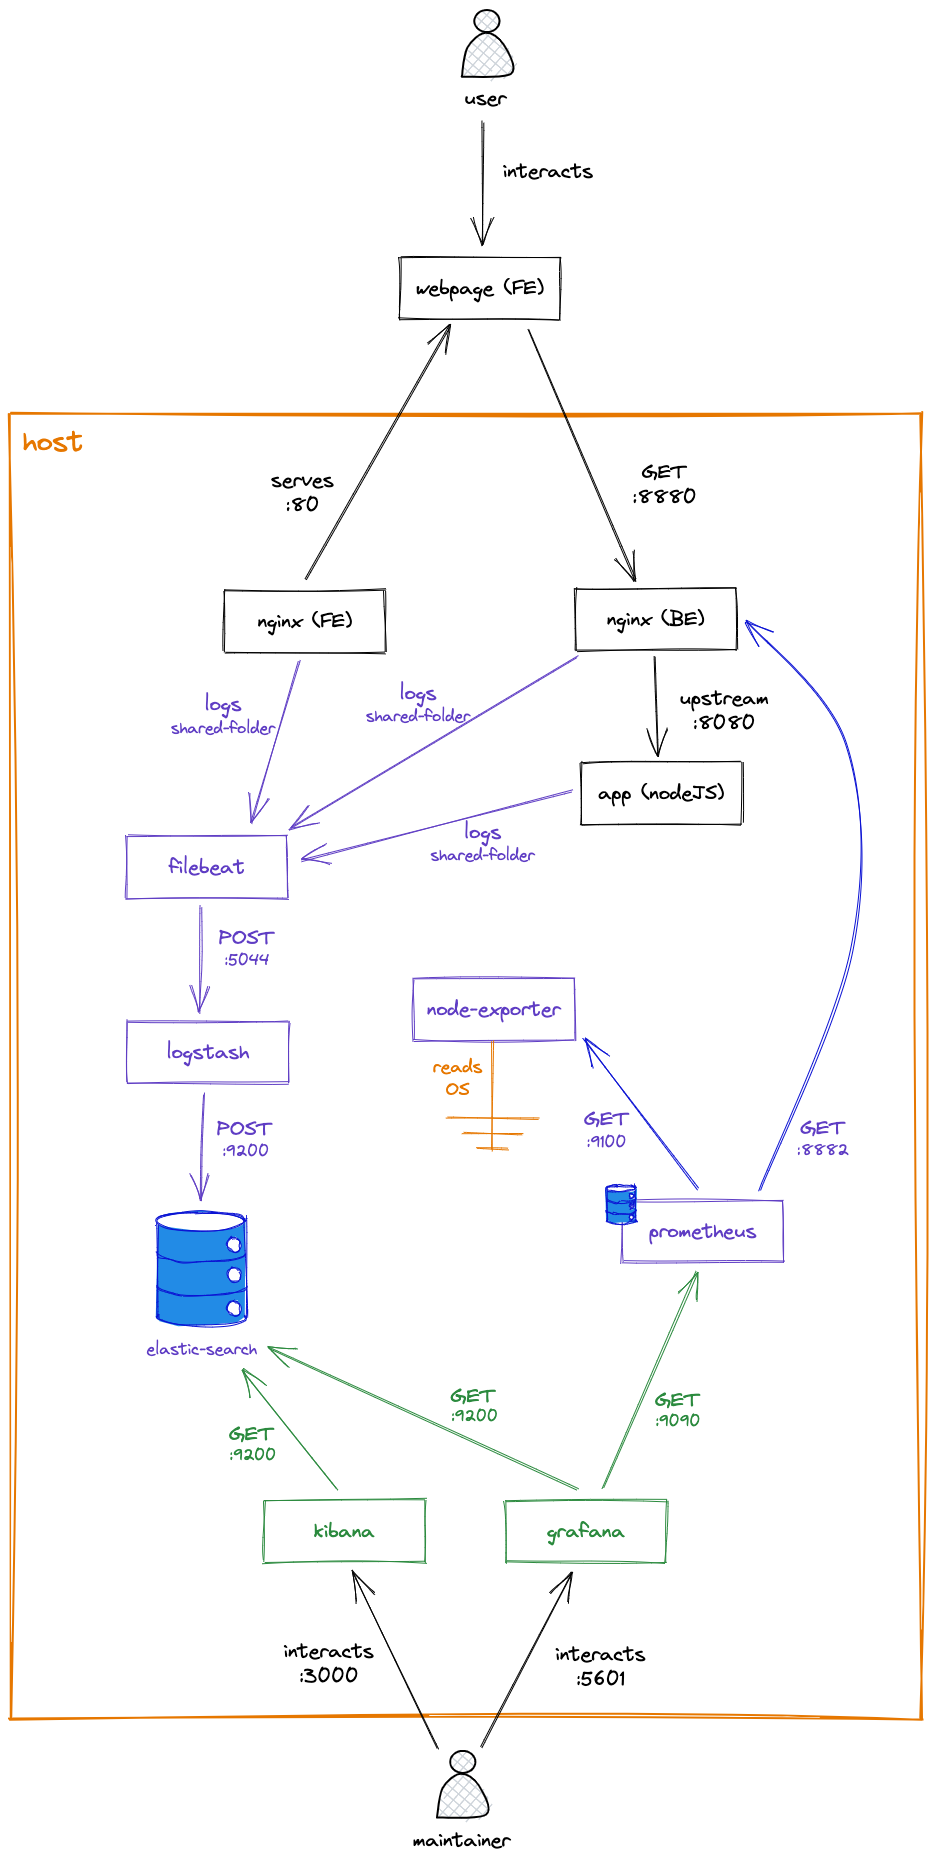 user
interacts
webpage (FE)
host
serves
:80
GET
:8880
nginx (FE)
nginx (BE)
logs
shared-folder
logs
shared-folder
upstream
:8080
app (nodeJS)
logs
shared-folder
filebeat
POST
:5044
node-exporter
logstash
reads
OS
POST
:9200
GET
:9100
GET
:8882
prometheus
elastic-search
GET
:9200
GET
:9200
GET
:9090
kibana
grafana
interacts
:3000
interacts
:5601
maintainer